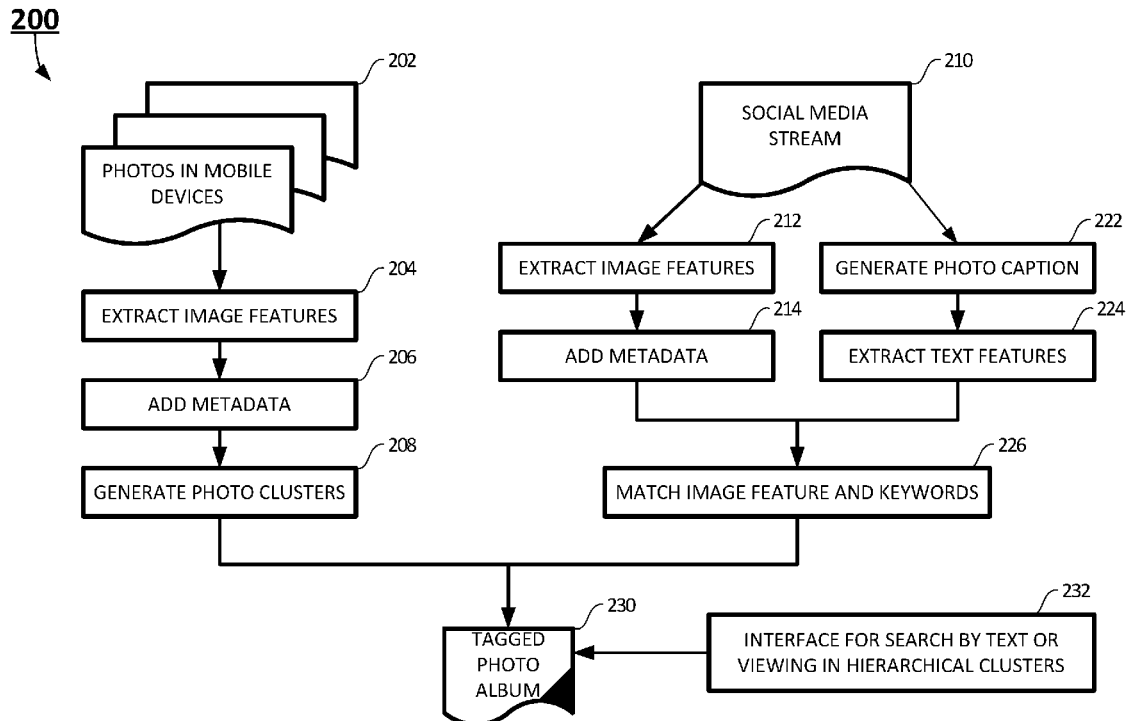 200
202
PHOTOS IN MOBILE
DEVICES
204
EXTRACT IMAGE FEATURES
206
ADD METADATA
208
GENERATE PHOTO CLUSTERS
210
SOCIAL MEDIA
STREAM
212
EXTRACT IMAGE FEATURES
222
GENERATE PHOTO CAPTION
214
ADD METADATA
224
EXTRACT TEXT FEATURES
226
MATCH IMAGE FEATURE AND KEYWORDS
230
TAGGED
PHOTO
ALBUM
232
INTERFACE FOR SEARCH BY TEXT OR
VIEWING IN HIERARCHICAL CLUSTERS